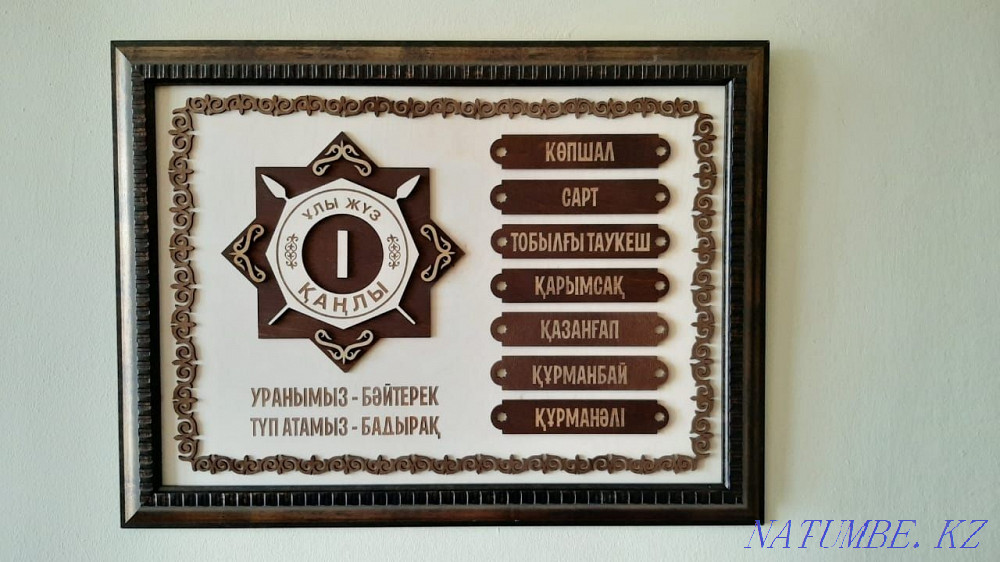 ҰЛЫ ЖҮЗ
ҚАҢЛЫ
УРАНЫМЫЗ - БӘЙТЕРЕК
ТҮП АТАМЫЗ - БАДЫРАҚ
КӨПШАЛ
САРТ
ТОБЫЛҒЫ ТАУКЕШ
ҚАРЫМСАҚ
ҚАЗАНҒАП
ҚҰРМАНБАЙ
ҚҰРМАНӘЛІ
NATUMBE.KZ